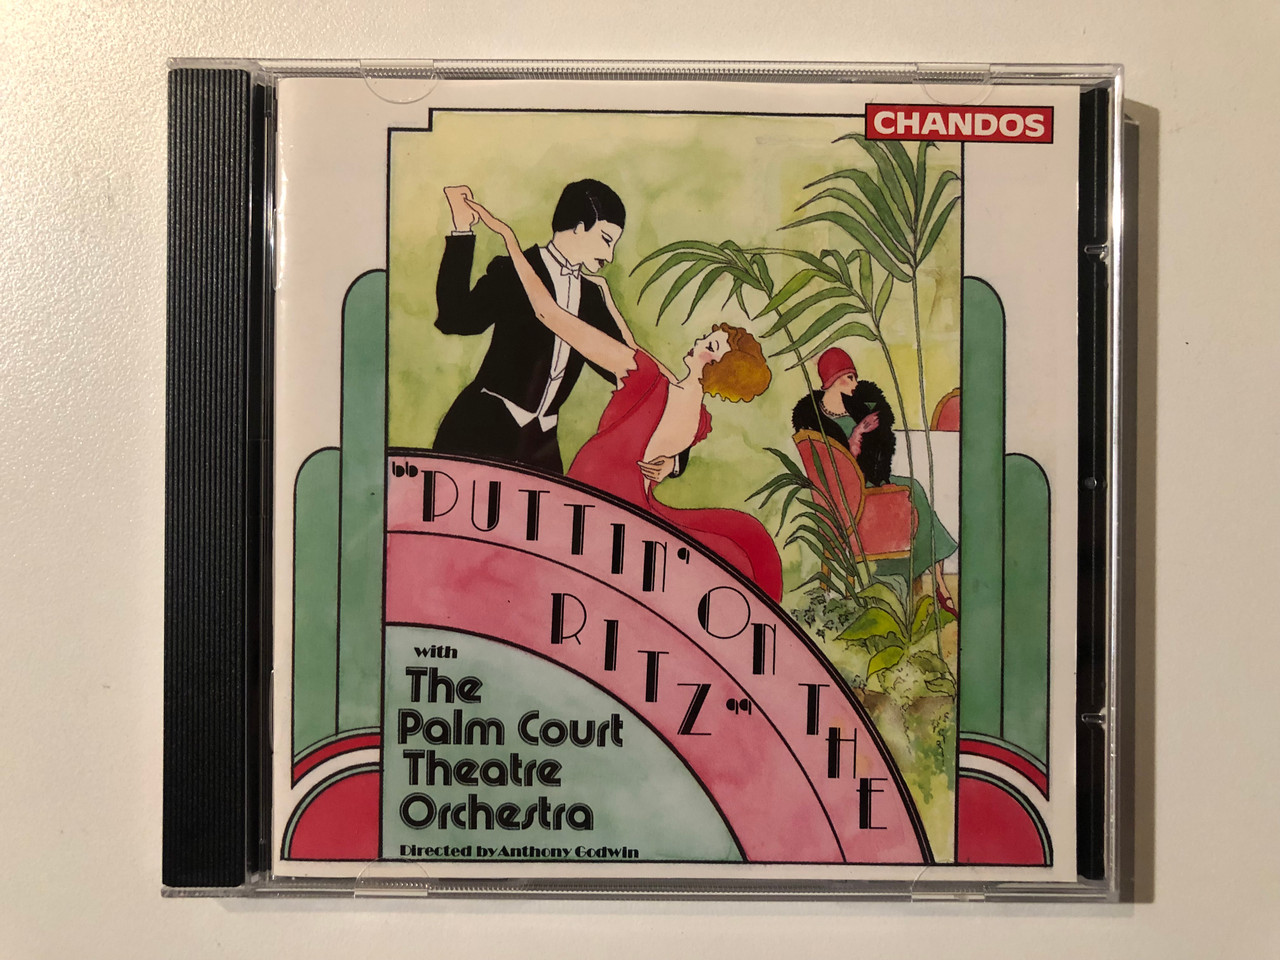 CHANDOS
"PUTTIN' ON THE
RITZ"
with
The
Palm Court
Theatre
Orchestra
Directed by Anthony Godwin